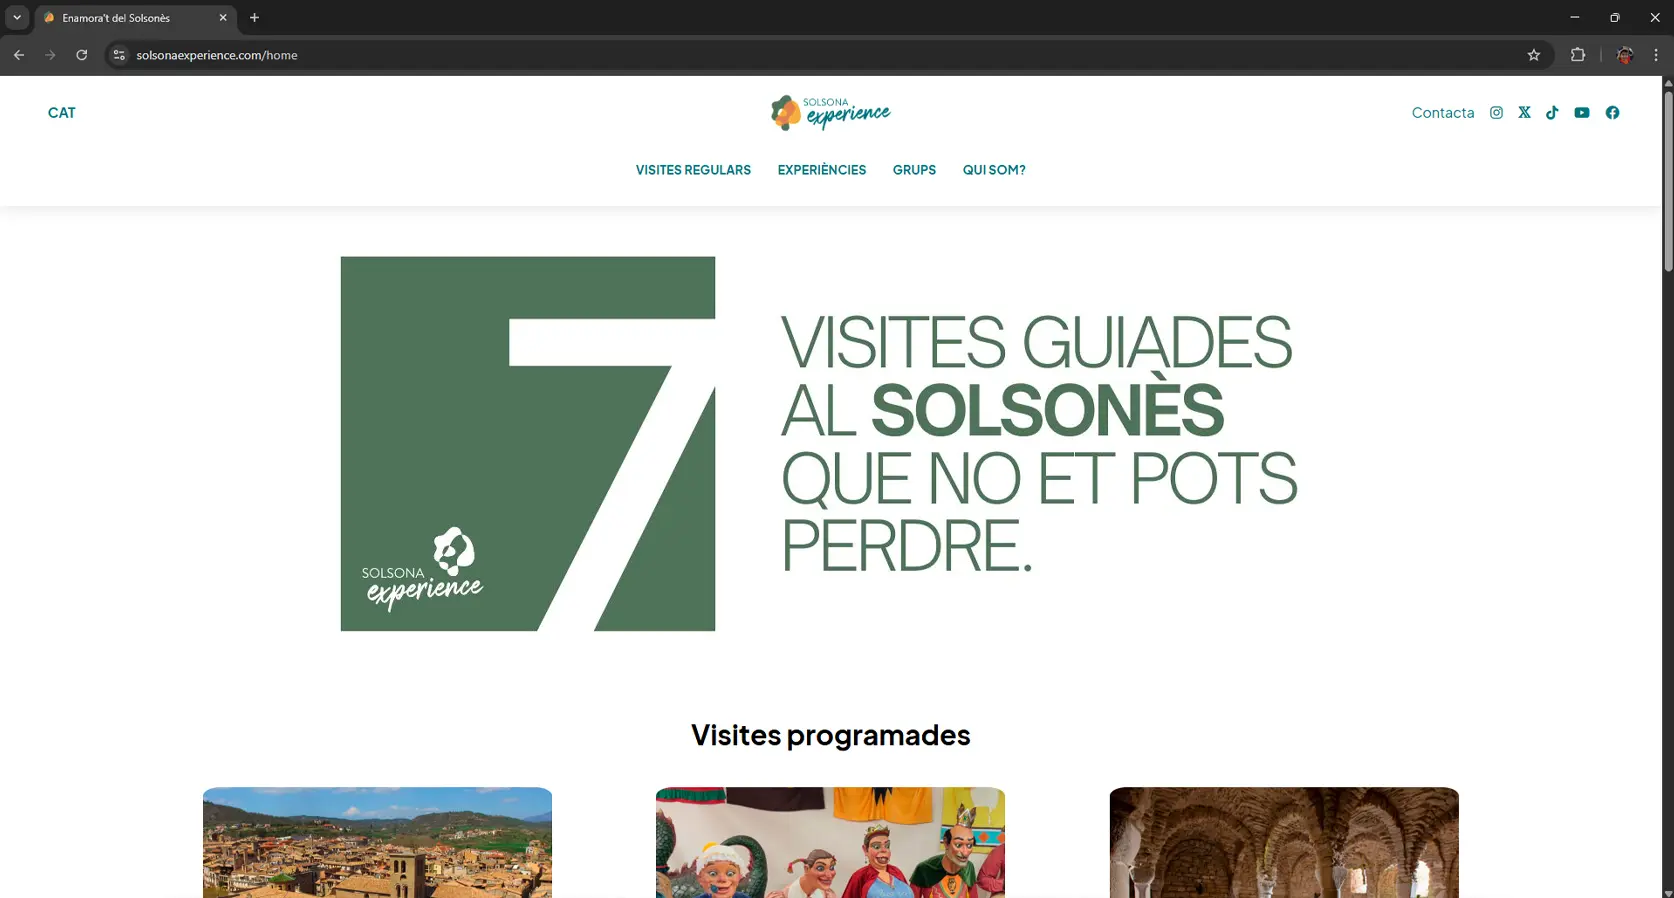 Enamora't del Solsonès
solsonaexperience.com/home
CAT
SOLSONA
experience
Contacta
VISITES REGULARS
EXPERIÈNCIES
GRUPS
QUI SOM?
7
SOLSONA
experience
VISITES GUIADES
AL SOLSONÈS
QUE NO ET POTS
PERDRE.
Visites programades